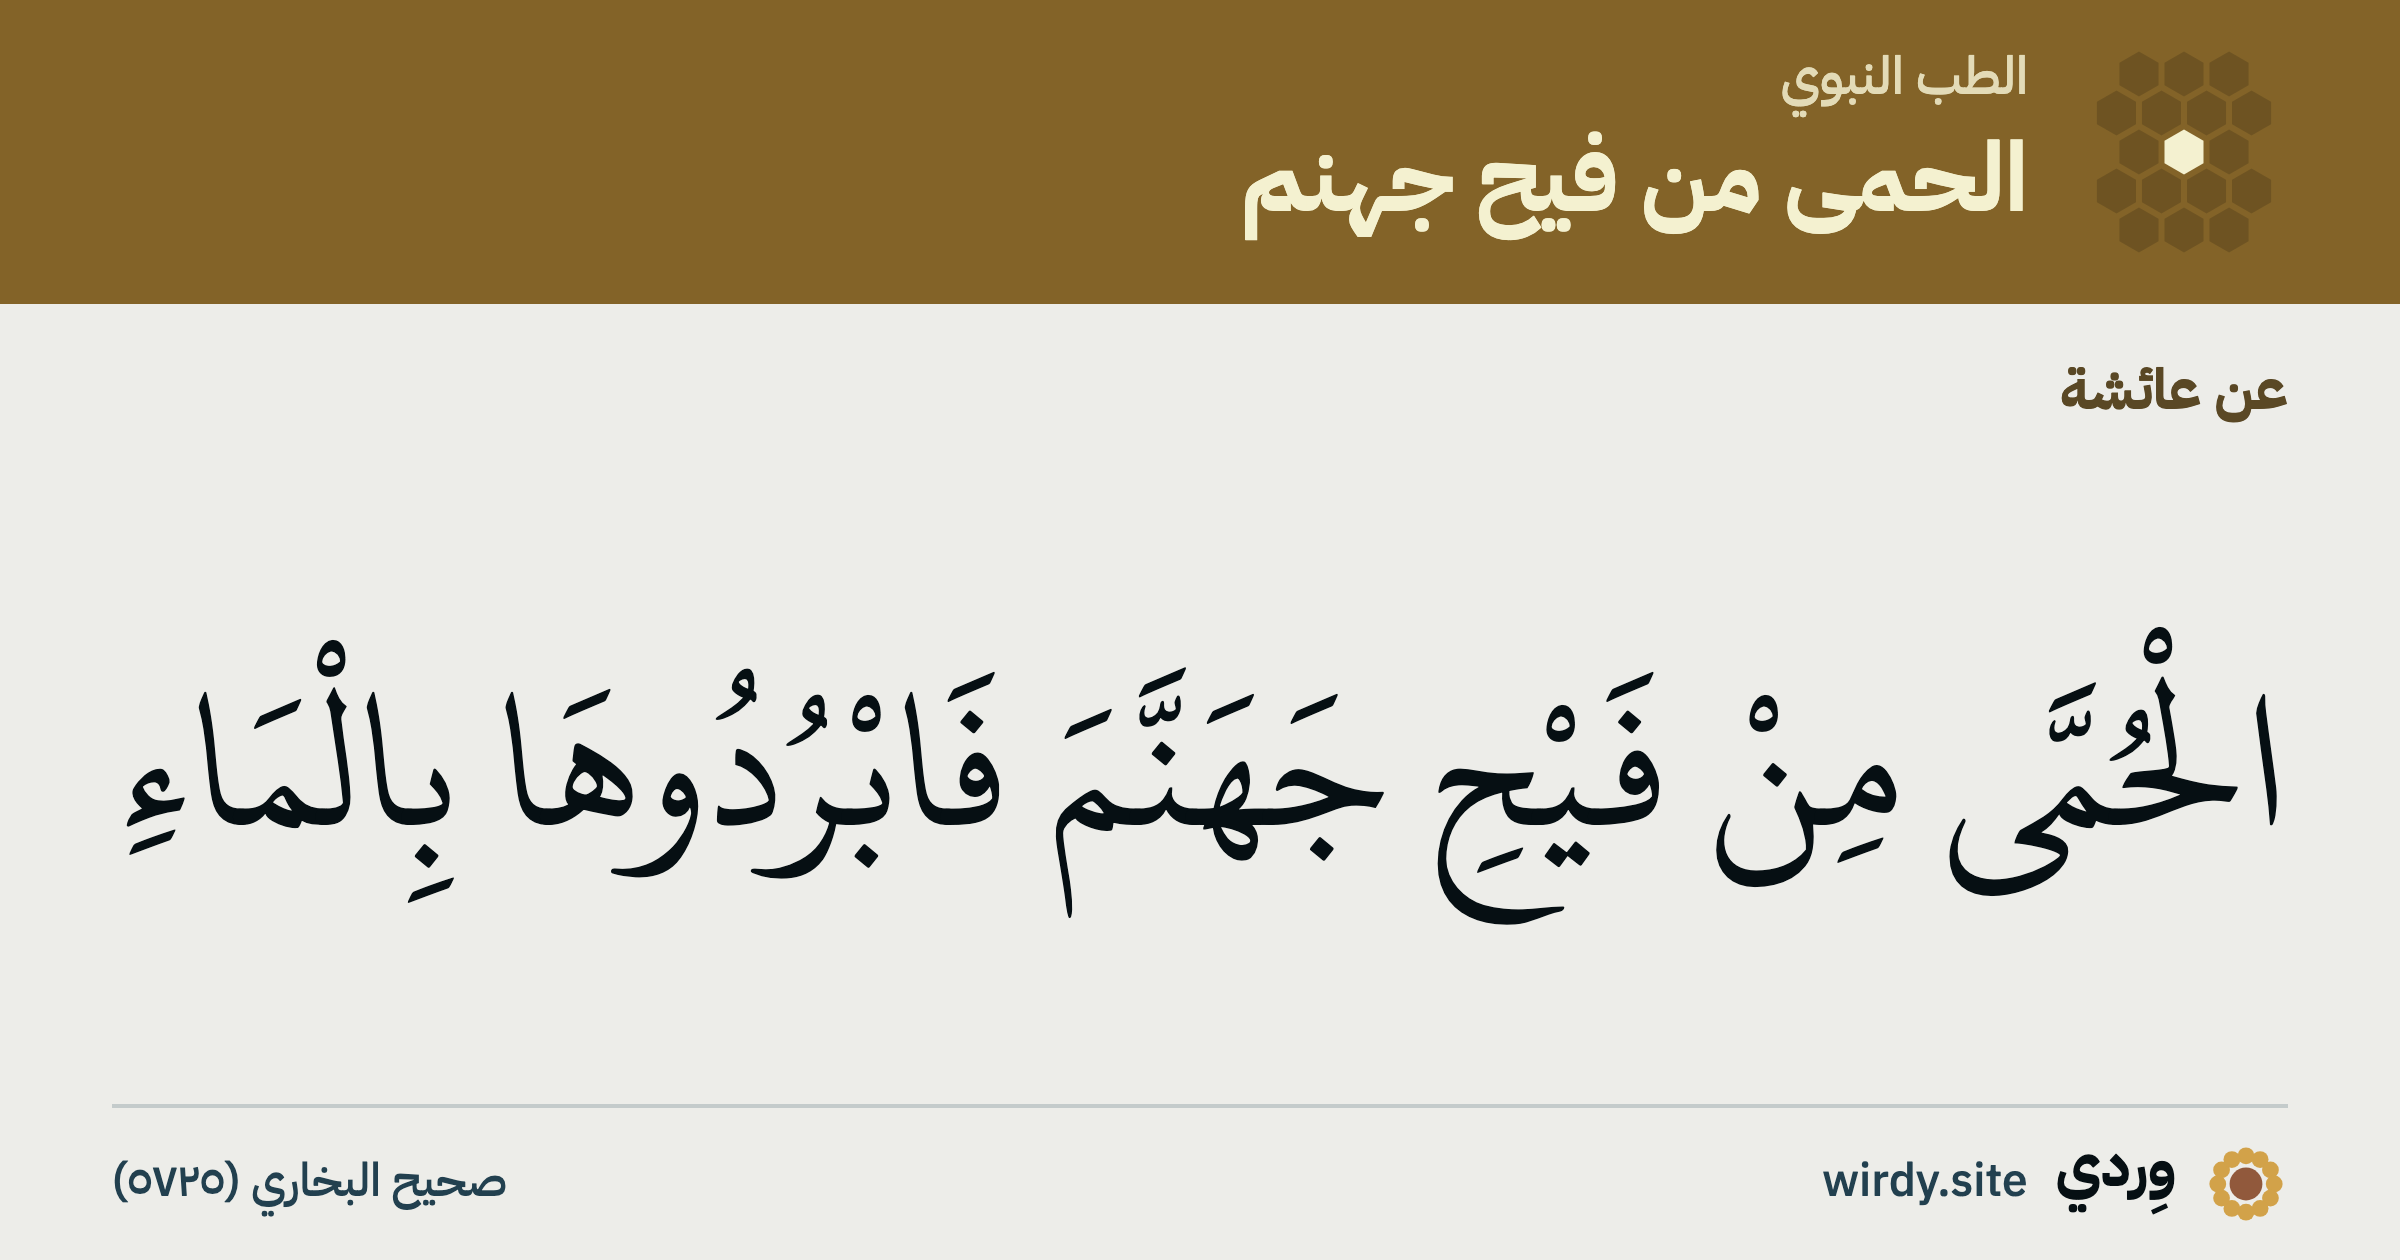 الطب النبوي
الحمى من فيح جهنم
عن عائشة
الْحُمَّى مِنْ فَيْحِ جَهَنَّمَ فَابْرُدُوهَا بِالْمَاءِ
وِردي wirdy.site
صحيح البخاري (٥٧٢٥)